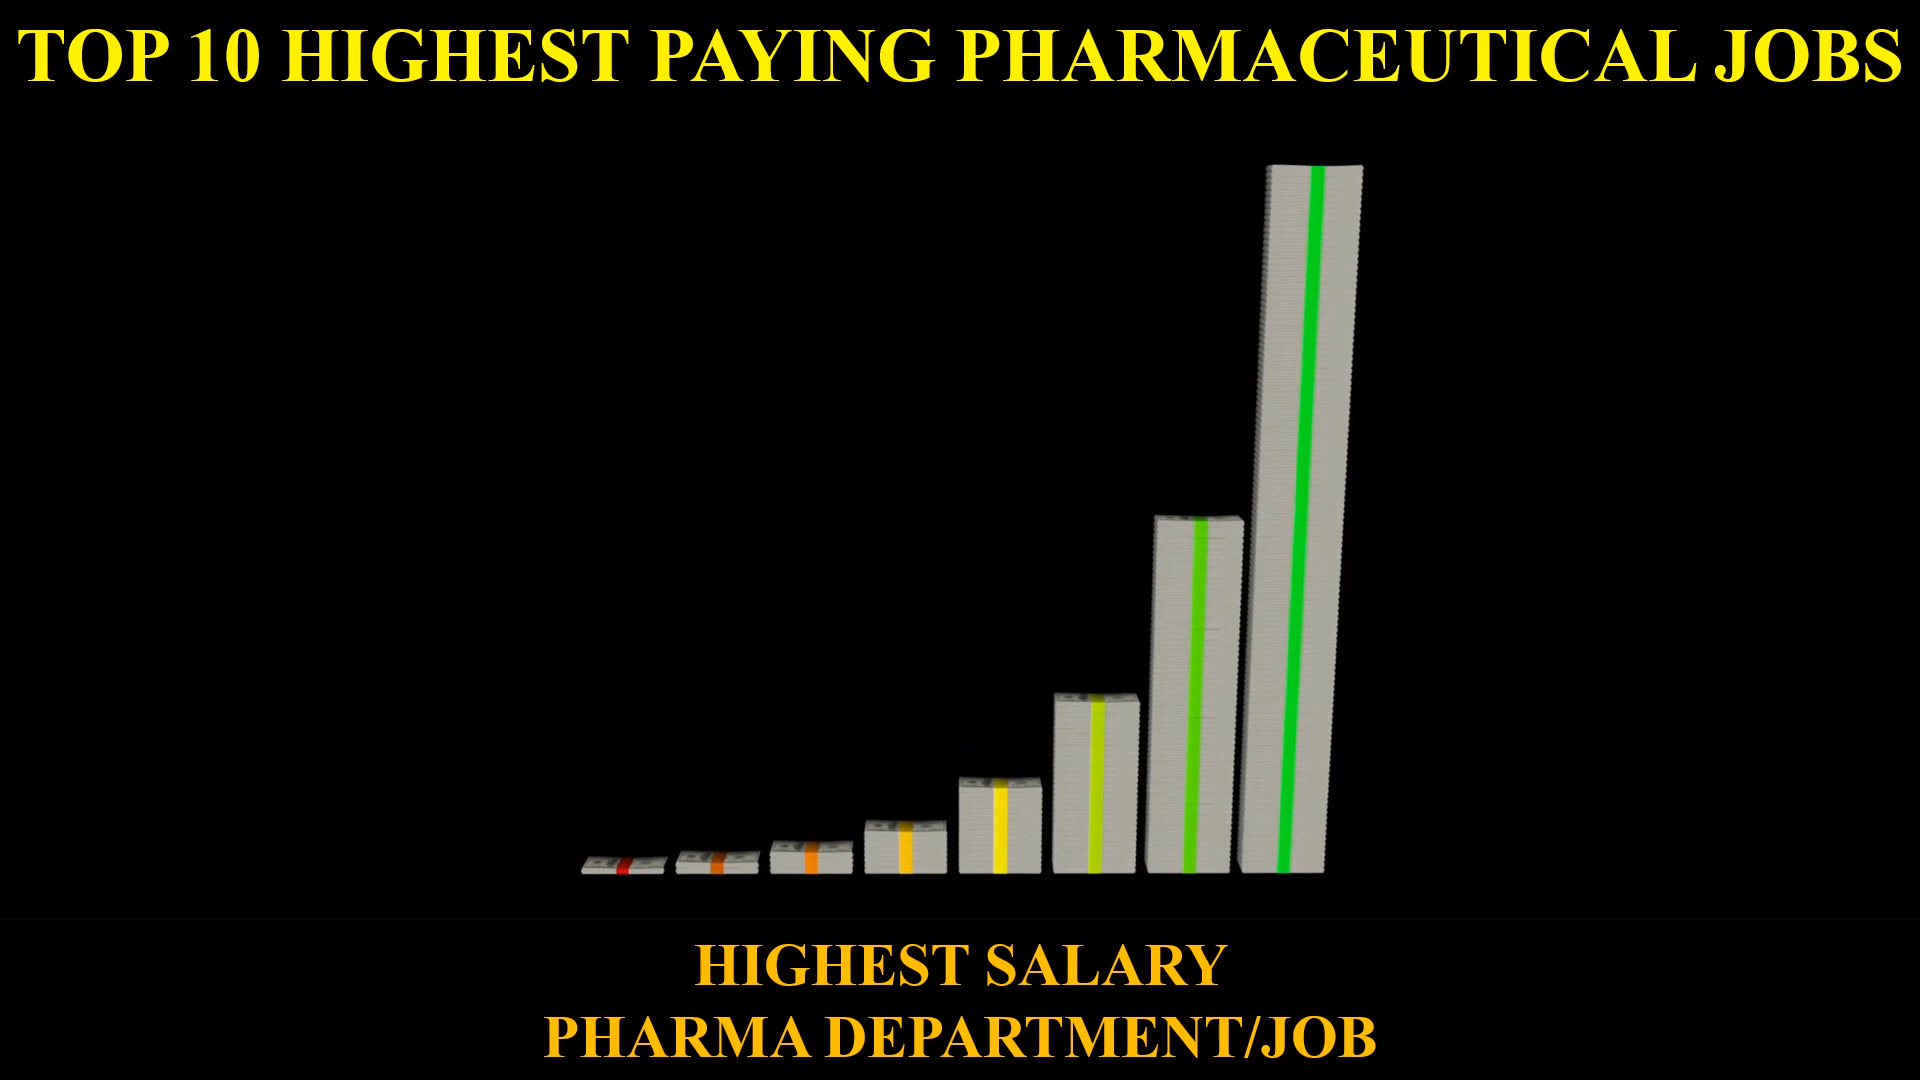 TOP 10 HIGHEST PAYING PHARMACEUTICAL JOBS
HIGHEST SALARY
PHARMA DEPARTMENT/JOB